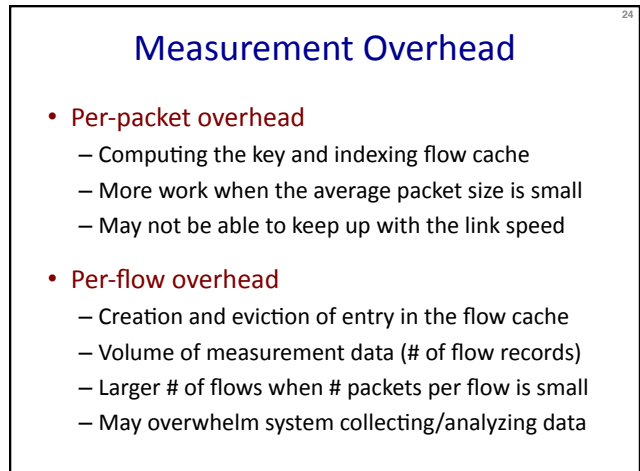 24
Measurement Overhead
• Per-packet overhead
– Computing the key and indexing flow cache
– More work when the average packet size is small
– May not be able to keep up with the link speed
• Per-flow overhead
– Creation and eviction of entry in the flow cache
– Volume of measurement data (# of flow records)
– Larger # of flows when # packets per flow is small
– May overwhelm system collecting/analyzing data